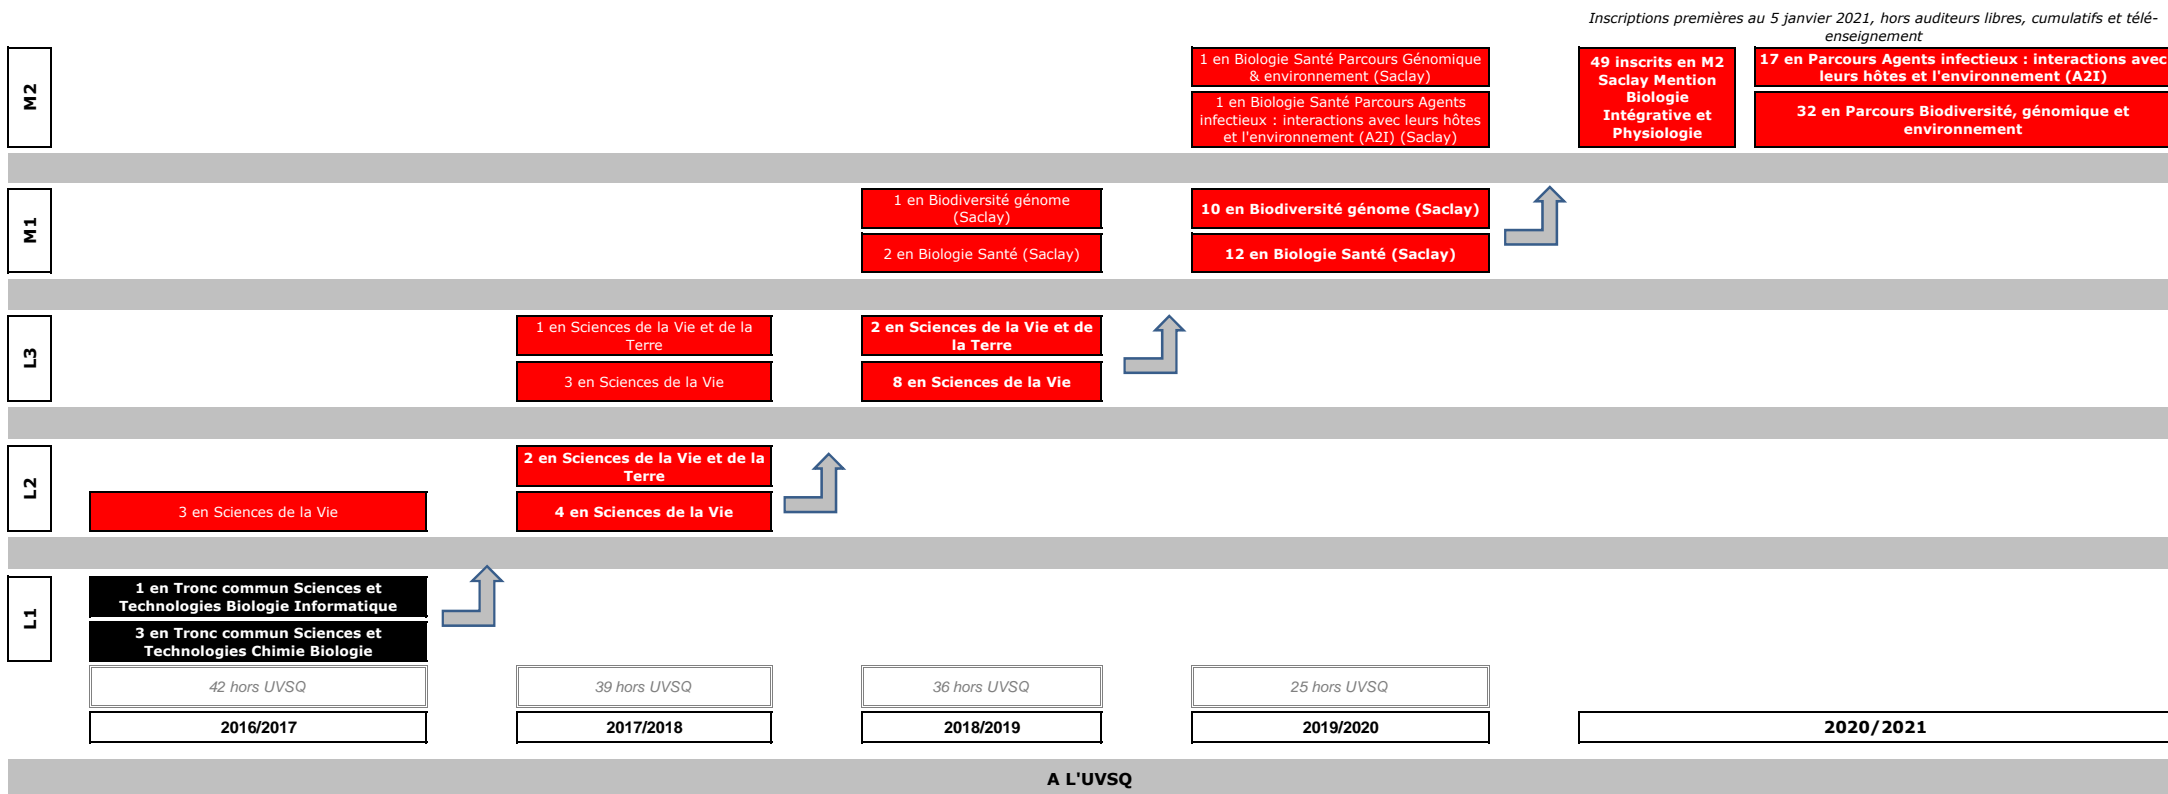 Inscriptions premières au 5 janvier 2021, hors auditeurs libres, cumulatifs et télé-
enseignement
M2
1 en Biologie Santé Parcours Génomique
& environnement (Saclay)
1 en Biologie Santé Parcours Agents
infectieux : interactions avec leurs hôtes
et l'environnement (A2I) (Saclay)
49 inscrits en M2
Saclay Mention
Biologie
Intégrative et
Physiologie
17 en Parcours Agents infectieux : interactions avec
leurs hôtes et l'environnement (A2I)
32 en Parcours Biodiversité, génomique et
environnement
M1
1 en Biodiversité génome
(Saclay)
2 en Biologie Santé (Saclay)
10 en Biodiversité génome (Saclay)
12 en Biologie Santé (Saclay)
L3
1 en Sciences de la Vie et de la
Terre
3 en Sciences de la Vie
2 en Sciences de la Vie et de
la Terre
8 en Sciences de la Vie
L2
3 en Sciences de la Vie
2 en Sciences de la Vie et de la
Terre
4 en Sciences de la Vie
L1
1 en Tronc commun Sciences et
Technologies Biologie Informatique
3 en Tronc commun Sciences et
Technologies Chimie Biologie
42 hors UVSQ
39 hors UVSQ
36 hors UVSQ
25 hors UVSQ
2016/2017
2017/2018
2018/2019
2019/2020
2020/2021
A L'UVSQ